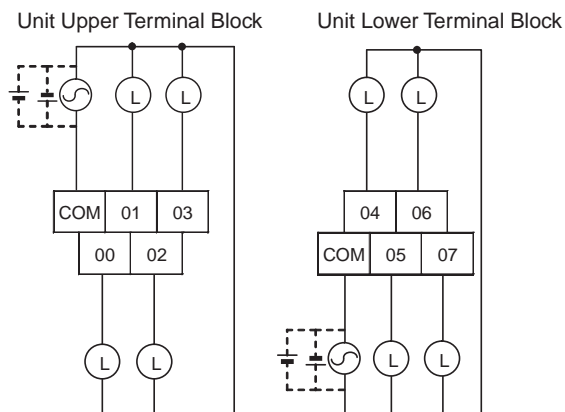 Unit Upper Terminal Block
L L
COM 01 03
00 02
L L
Unit Lower Terminal Block
L L
04 06
COM 05 07
L L